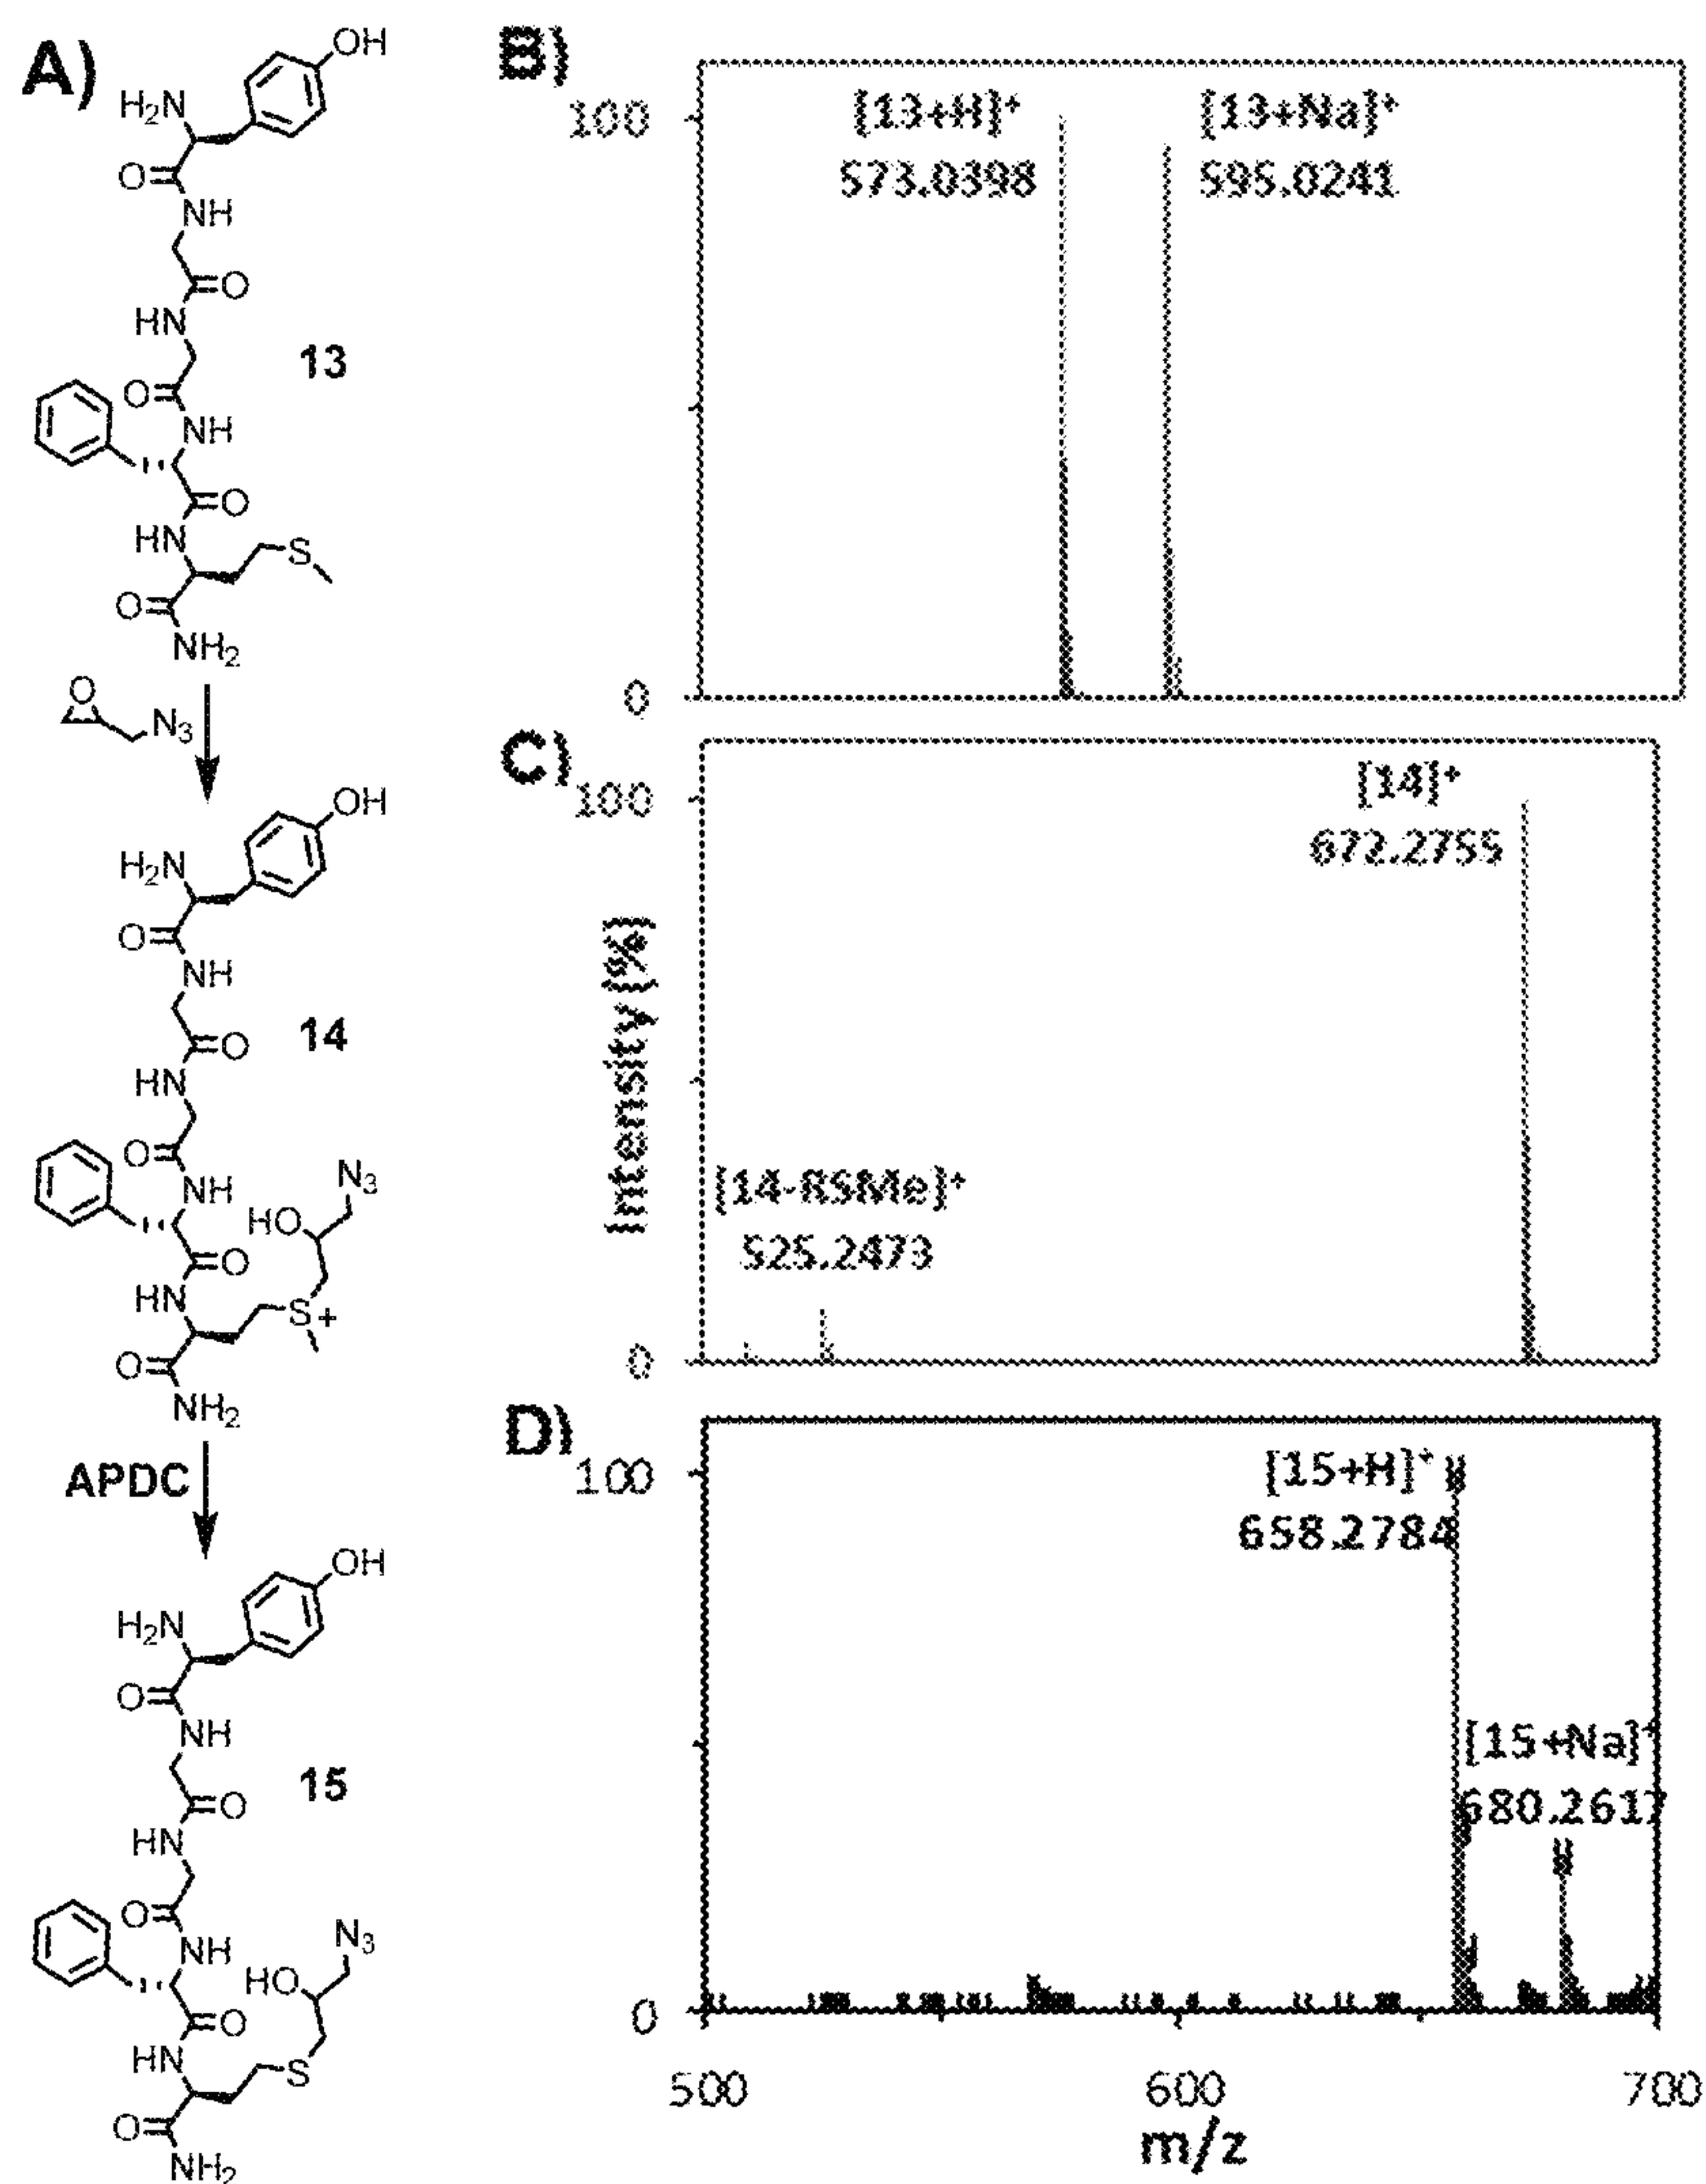 A)
OH
H2N
O
NH
O
HN
13
O
NH
O
HN
S
O
NH2
O
N3
OH
H2N
O
NH
14
O
HN
O
NH
N3
HO
O
HN
S+
O
NH2
APDC
OH
H2N
O
NH
15
O
HN
O
NH
N3
HO
O
HN
S
O
NH2
B)
100
[13+H]+
573.0398
[13+Na]+
595.0241
0
C)
100
[14]+
672.2755
Intensity [%]
[14-RSMe]+
525.2473
0
D)
100
[15+H]+
658.2784
[15+Na]+
680.2617
0
500
600
700
m/z